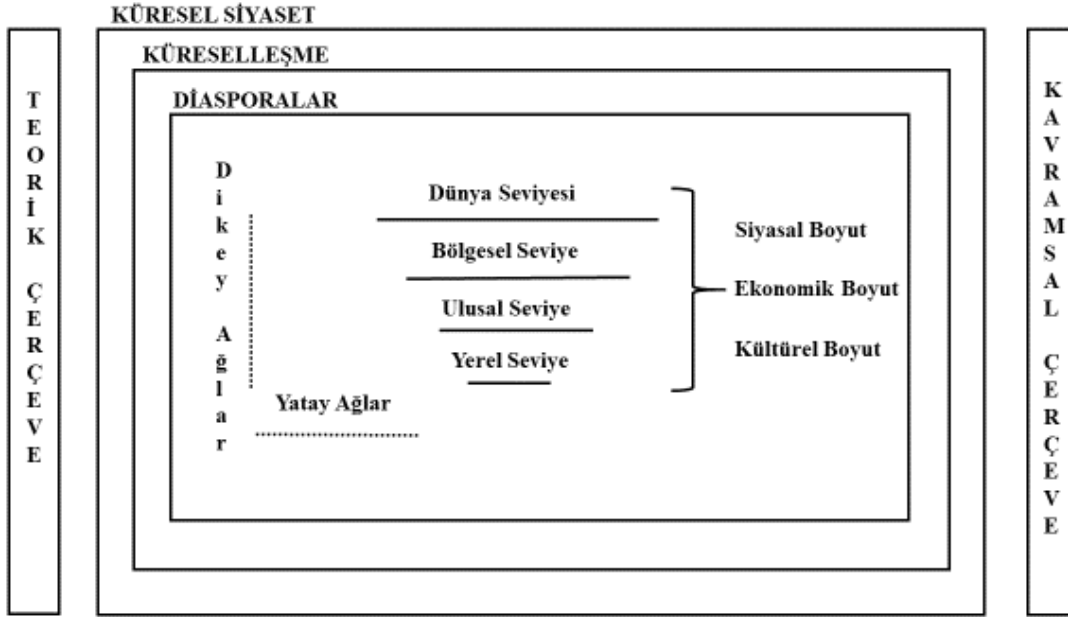 KÜRESEL SİYASET
KÜRESELLEŞME
DİASPORALAR
TEORİK ÇERÇEVE
Dikey Ağlar
Dünya Seviyesi
Bölgesel Seviye
Ulusal Seviye
Yerel Seviye
Yatay Ağlar
Siyasal Boyut
Ekonomik Boyut
Kültürel Boyut
KAVRAMSAL ÇERÇEVE